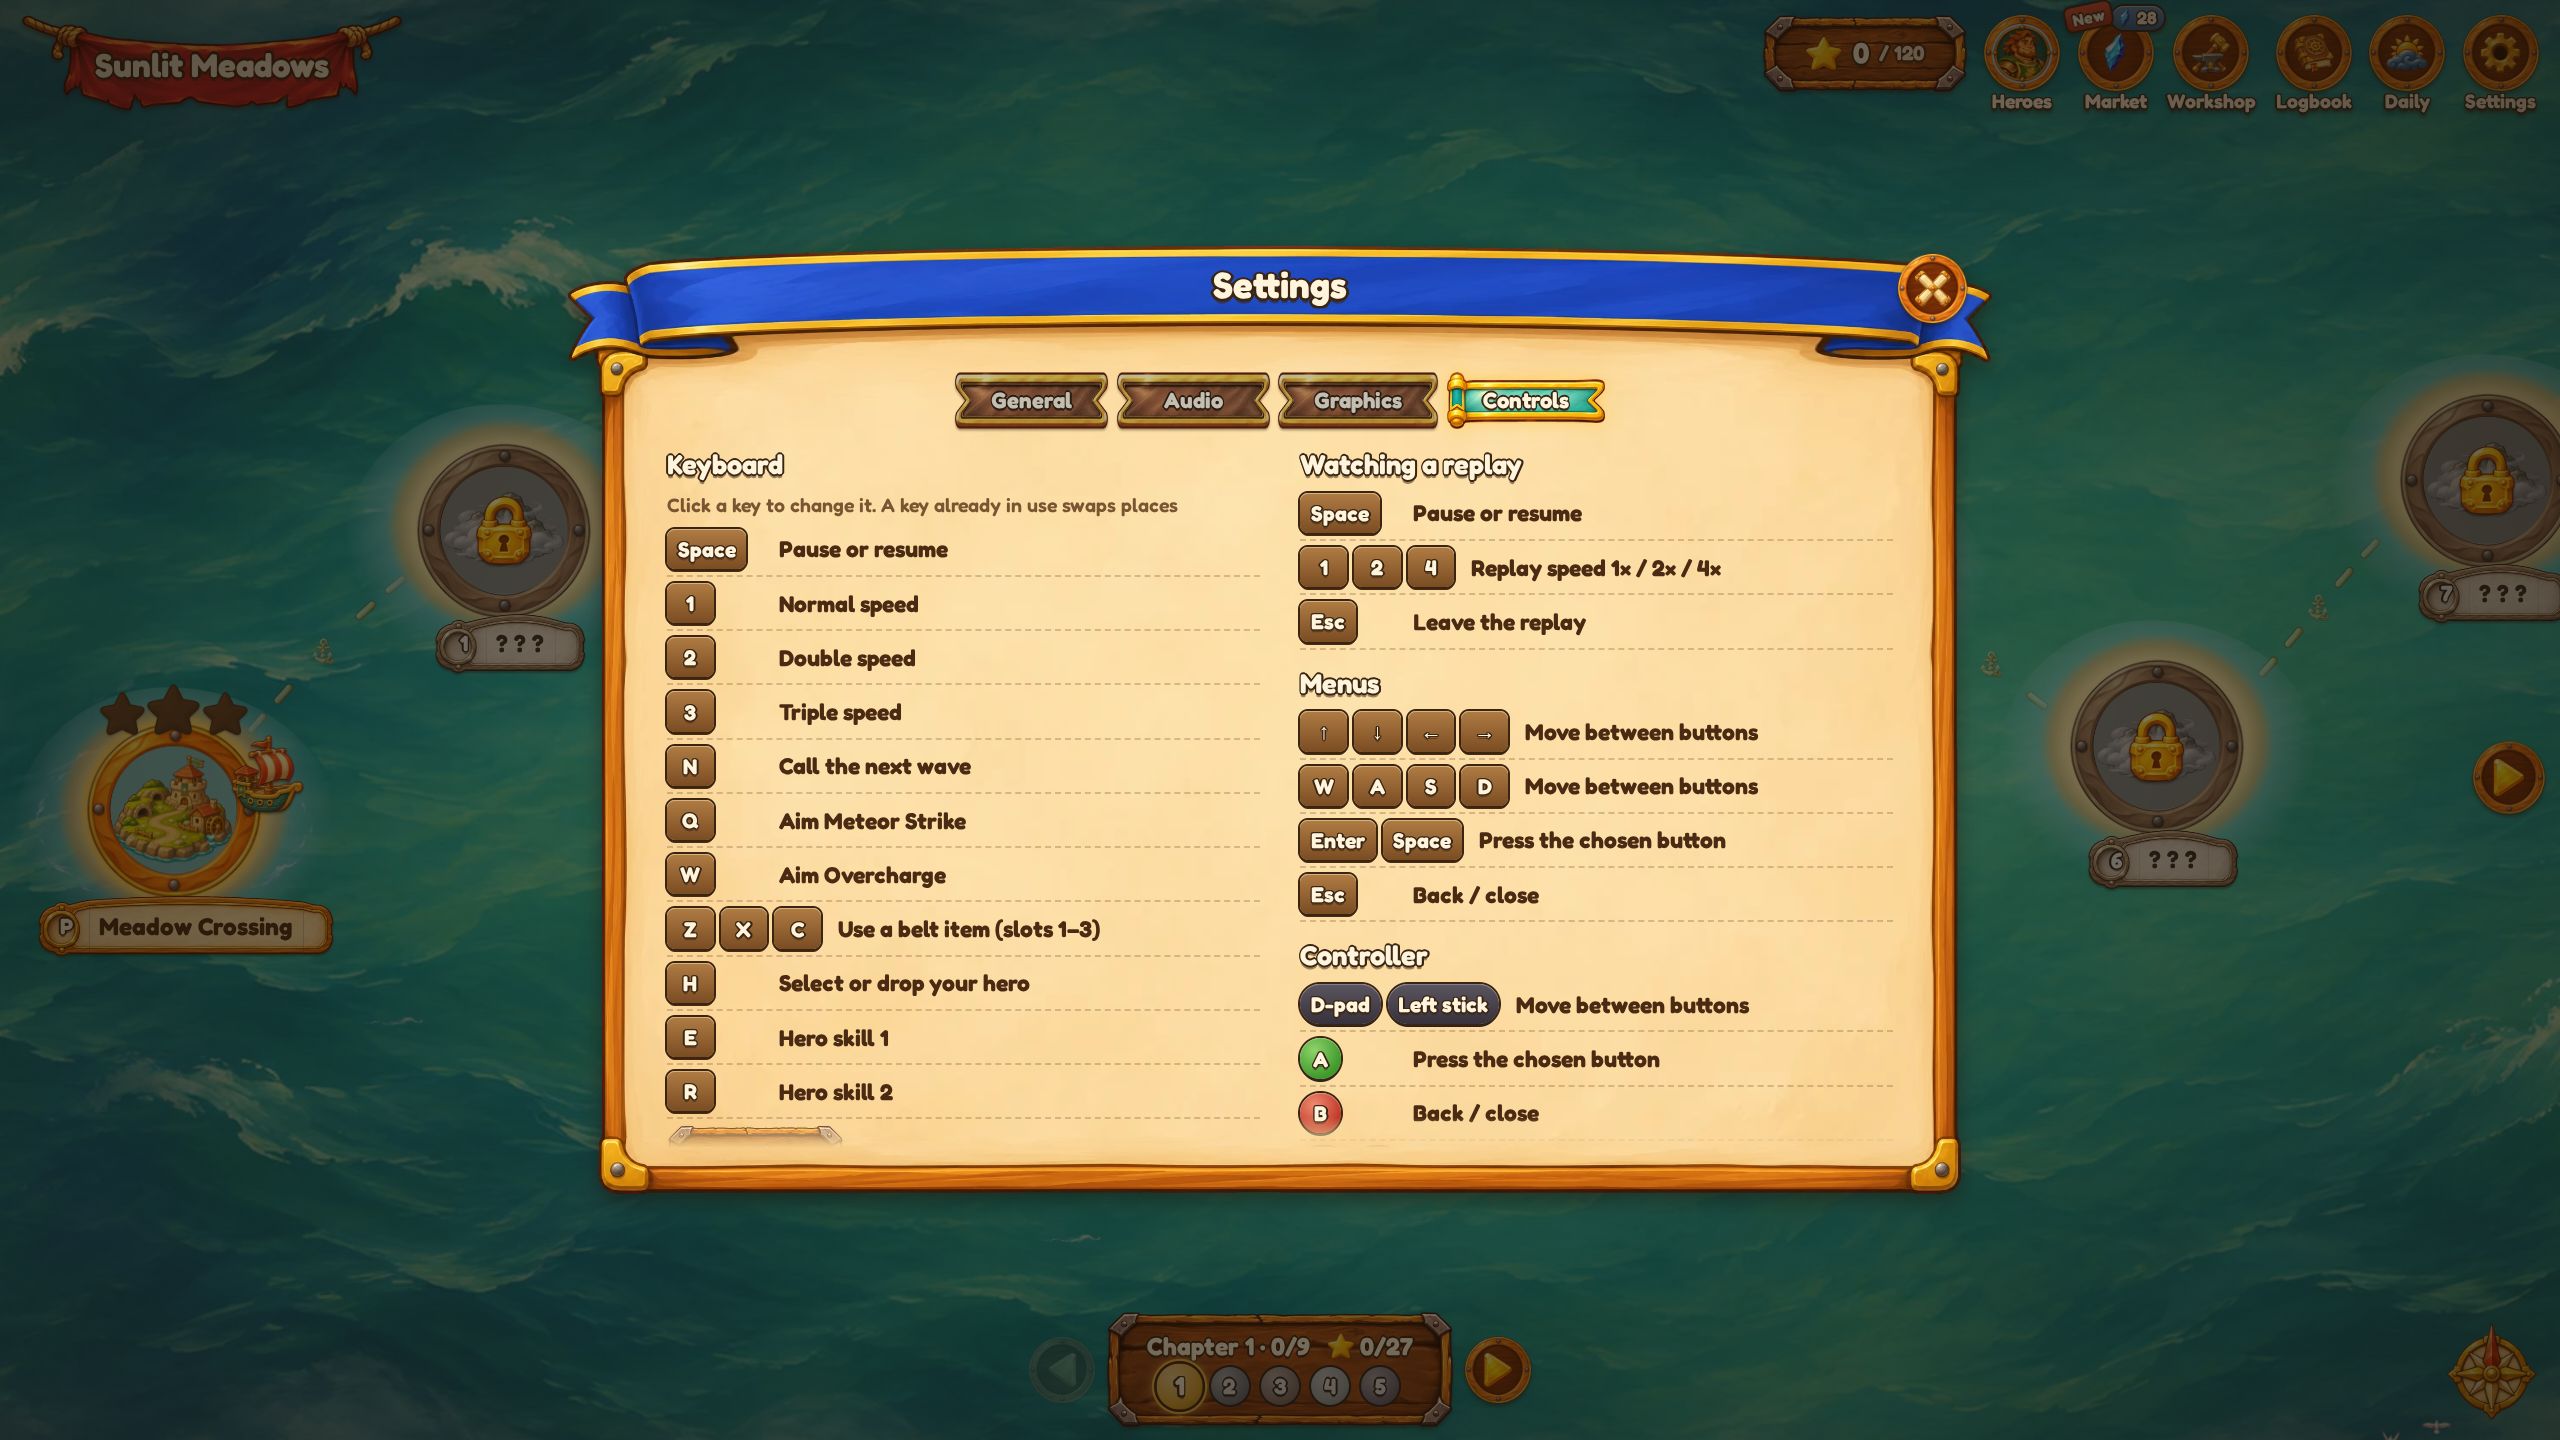 Sunlit Meadows
0 / 120
New
28
Heroes
Market
Workshop
Logbook
Daily
Settings
Settings
General
Audio
Graphics
Controls
Keyboard
Click a key to change it. A key already in use swaps places
Space Pause or resume
1 Normal speed
2 Double speed
3 Triple speed
N Call the next wave
Q Aim Meteor Strike
W Aim Overcharge
Z X C Use a belt item (slots 1–3)
H Select or drop your hero
E Hero skill 1
R Hero skill 2
Watching a replay
Space Pause or resume
1 2 4 Replay speed 1x / 2x / 4x
Esc Leave the replay
Menus
↑ ↓ ← → Move between buttons
W A S D Move between buttons
Enter Space Press the chosen button
Esc Back / close
Controller
D-pad Left stick Move between buttons
A Press the chosen button
B Back / close
1 ???
P Meadow Crossing
7 ???
6 ???
Chapter 1 · 0/9 0/27
1 2 3 4 5